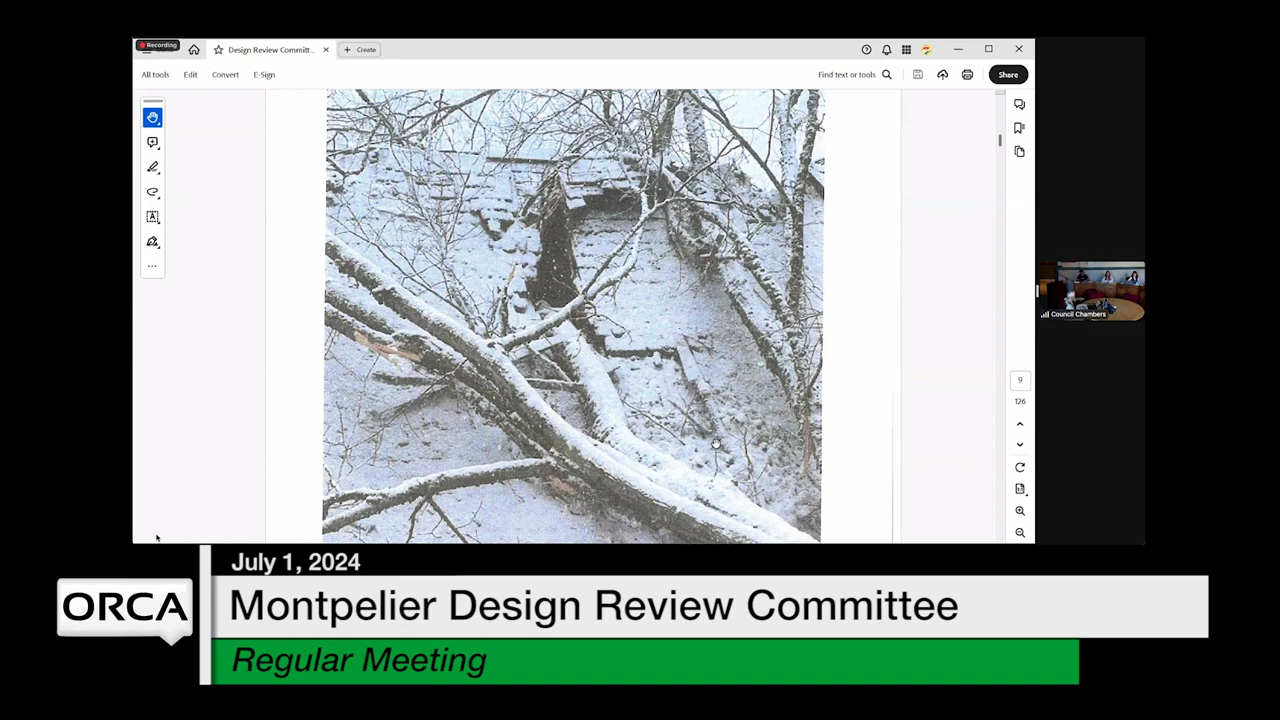 Recording
Design Review Committ...
Create
All tools
Edit
Convert
E-Sign
Find text or tools
Share
9
126
Council Chambers
July 1, 2024
ORCA
Montpelier Design Review Committee
Regular Meeting